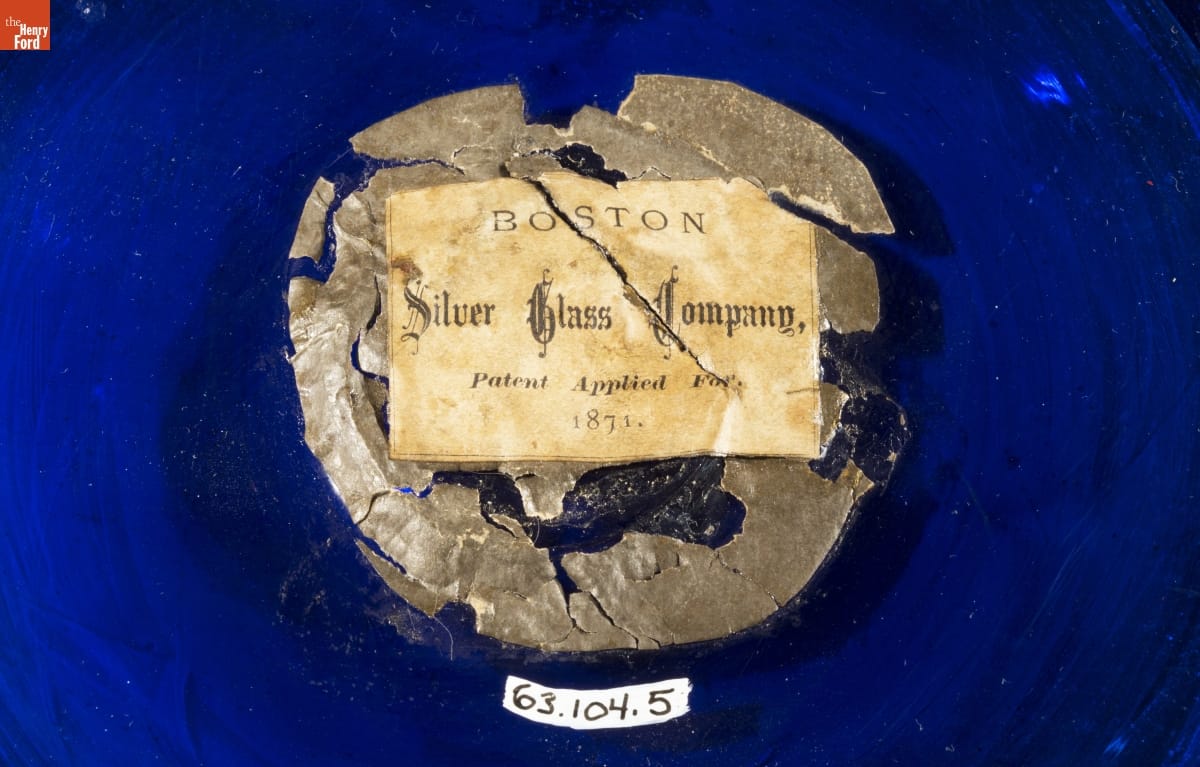 the
Henry
Ford
BOSTON
Silver Glass Company,
Patent Applied For.
1871.
63.104.5